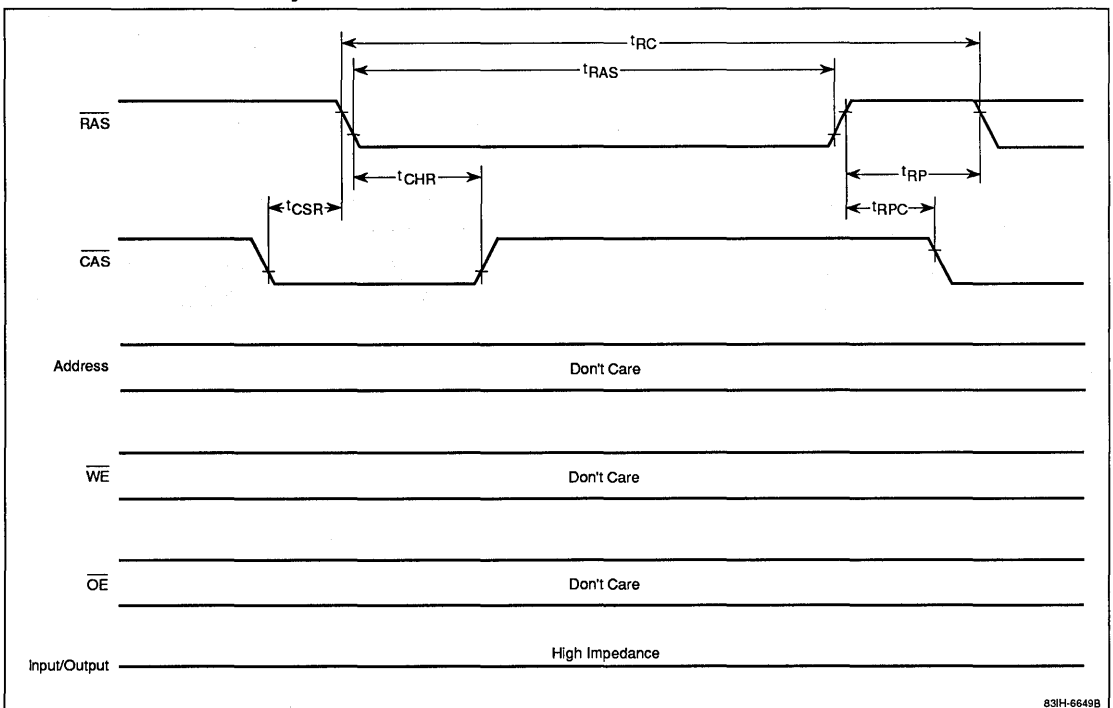 tRC
tRAS
RAS
tCHR
tRP
tCSR
tRPC
CAS
Address
Don't Care
WE
Don't Care
OE
Don't Care
High Impedance
Input/Output
83IH-6649B